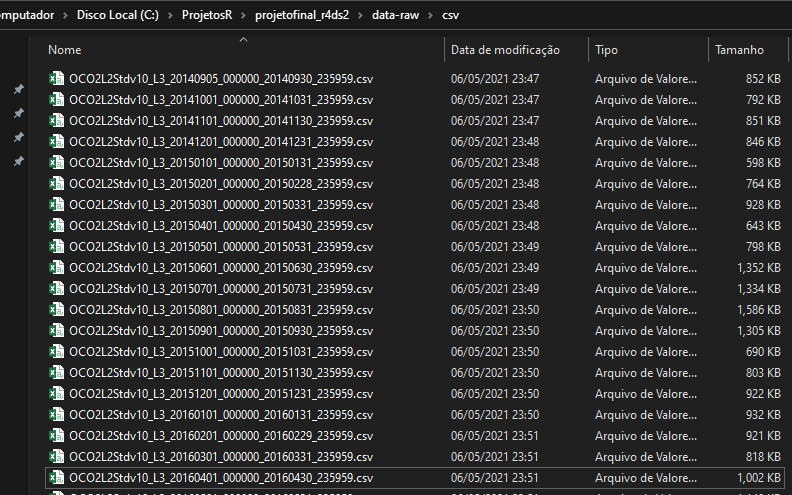 omputador > Disco Local (C:) > ProjetosR > projetofinal_r4ds2 > data-raw > csv
Nome Data de modificação Tipo Tamanho
OCO2L2Stdv10_L3_20140905_000000_20140930_235959.csv 06/05/2021 23:47 Arquivo de Valore... 852 KB
OCO2L2Stdv10_L3_20141001_000000_20141031_235959.csv 06/05/2021 23:47 Arquivo de Valore... 792 KB
OCO2L2Stdv10_L3_20141101_000000_20141130_235959.csv 06/05/2021 23:47 Arquivo de Valore... 851 KB
OCO2L2Stdv10_L3_20141201_000000_20141231_235959.csv 06/05/2021 23:48 Arquivo de Valore... 846 KB
OCO2L2Stdv10_L3_20150101_000000_20150131_235959.csv 06/05/2021 23:48 Arquivo de Valore... 598 KB
OCO2L2Stdv10_L3_20150201_000000_20150228_235959.csv 06/05/2021 23:48 Arquivo de Valore... 764 KB
OCO2L2Stdv10_L3_20150301_000000_20150331_235959.csv 06/05/2021 23:48 Arquivo de Valore... 928 KB
OCO2L2Stdv10_L3_20150401_000000_20150430_235959.csv 06/05/2021 23:48 Arquivo de Valore... 643 KB
OCO2L2Stdv10_L3_20150501_000000_20150531_235959.csv 06/05/2021 23:49 Arquivo de Valore... 798 KB
OCO2L2Stdv10_L3_20150601_000000_20150630_235959.csv 06/05/2021 23:49 Arquivo de Valore... 1,352 KB
OCO2L2Stdv10_L3_20150701_000000_20150731_235959.csv 06/05/2021 23:49 Arquivo de Valore... 1,334 KB
OCO2L2Stdv10_L3_20150801_000000_20150831_235959.csv 06/05/2021 23:50 Arquivo de Valore... 1,586 KB
OCO2L2Stdv10_L3_20150901_000000_20150930_235959.csv 06/05/2021 23:50 Arquivo de Valore... 1,305 KB
OCO2L2Stdv10_L3_20151001_000000_20151031_235959.csv 06/05/2021 23:50 Arquivo de Valore... 690 KB
OCO2L2Stdv10_L3_20151101_000000_20151130_235959.csv 06/05/2021 23:50 Arquivo de Valore... 803 KB
OCO2L2Stdv10_L3_20151201_000000_20151231_235959.csv 06/05/2021 23:50 Arquivo de Valore... 922 KB
OCO2L2Stdv10_L3_20160101_000000_20160131_235959.csv 06/05/2021 23:50 Arquivo de Valore... 932 KB
OCO2L2Stdv10_L3_20160201_000000_20160229_235959.csv 06/05/2021 23:51 Arquivo de Valore... 921 KB
OCO2L2Stdv10_L3_20160301_000000_20160331_235959.csv 06/05/2021 23:51 Arquivo de Valore... 818 KB
OCO2L2Stdv10_L3_20160401_000000_20160430_235959.csv 06/05/2021 23:51 Arquivo de Valore... 1,002 KB